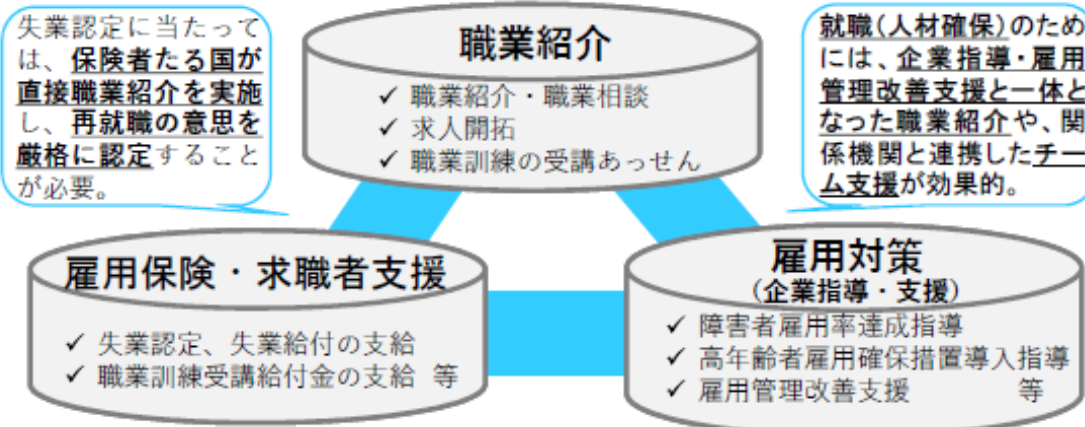 失業認定に当たって
は、保険者たる国が
直接職業紹介を実施
し、再就職の意思を
厳格に認定すること
が必要。
職業紹介
✓ 職業紹介・職業相談
✓ 求人開拓
✓ 職業訓練の受講あっせん
就職(人材確保)のため
には、企業指導・雇用
管理改善支援と一体と
なった職業紹介や、関
係機関と連携したチー
ム支援が効果的。
雇用保険・求職者支援
✓ 失業認定、失業給付の支給
✓ 職業訓練受講給付金の支給 等
雇用対策
(企業指導・支援)
✓ 障害者雇用率達成指導
✓ 高年齢者雇用確保措置導入指導
✓ 雇用管理改善支援 等